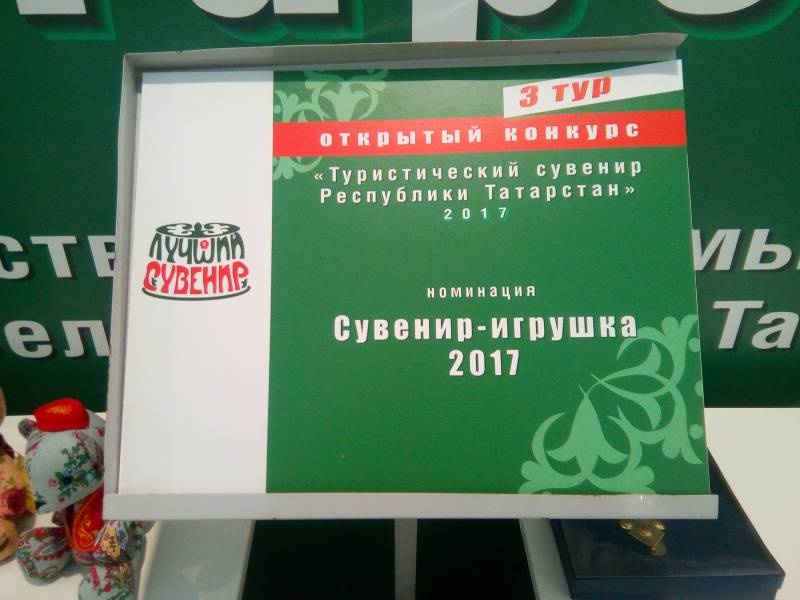 3 тур
открытый конкурс
«Туристический сувенир
Республики Татарстан»
2017
ЛУЧШИЙ
СУВЕНИР
номинация
Сувенир-игрушка
2017